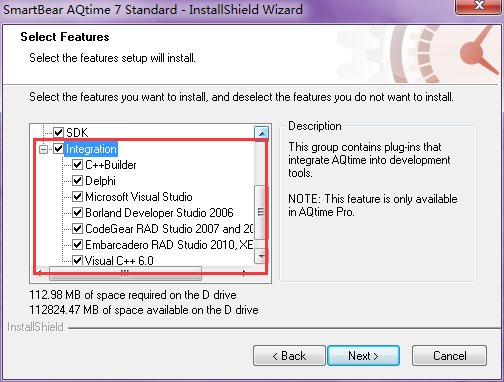 SmartBear AQtime 7 Standard - InstallShield Wizard
Select Features
Select the features setup will install.
Select the features you want to install, and deselect the features you do not want to install.
SDK
Integration
C++Builder
Delphi
Microsoft Visual Studio
Borland Developer Studio 2006
CodeGear RAD Studio 2007 and 20
Embarcadero RAD Studio 2010, XE
Visual C++ 6.0
Description
This group contains plug-ins that
integrate AQtime into development
tools.
NOTE: This feature is only available
in AQtime Pro.
112.98 MB of space required on the D drive
112824.47 MB of space available on the D drive
InstallShield
< Back
Next >
Cancel